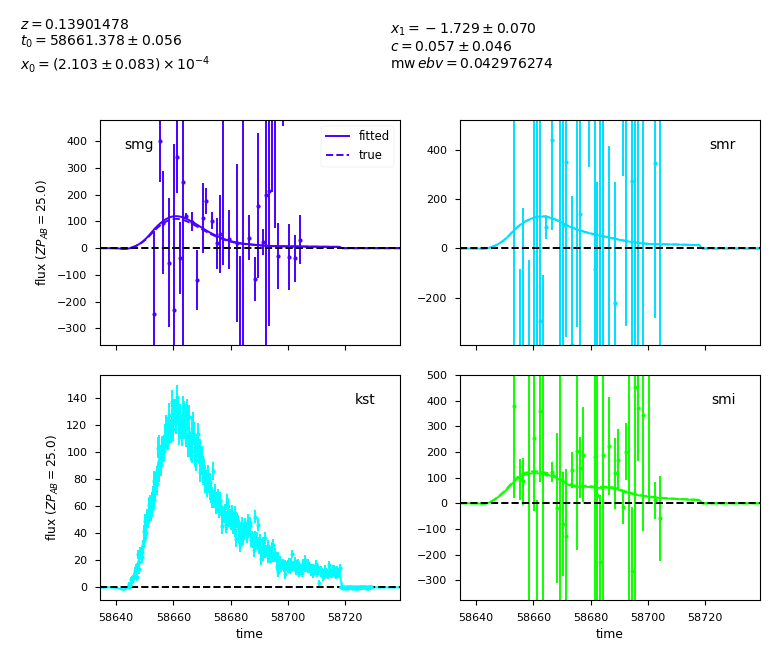 z = 0.13901478
t₀ = 58661.378 ± 0.056
x₀ = (2.103 ± 0.083) × 10⁻⁴
x₁ = −1.729 ± 0.070
c = 0.057 ± 0.046
mw ebv = 0.042976274
smg
fitted
true
400
300
200
100
0
−100
−200
−300
flux (ZP_AB = 25.0)
smr
400
200
0
−200
kst
140
120
100
80
60
40
20
0
flux (ZP_AB = 25.0)
58640 58660 58680 58700 58720
time
smi
500
400
300
200
100
0
−100
−200
−300
58640 58660 58680 58700 58720
time